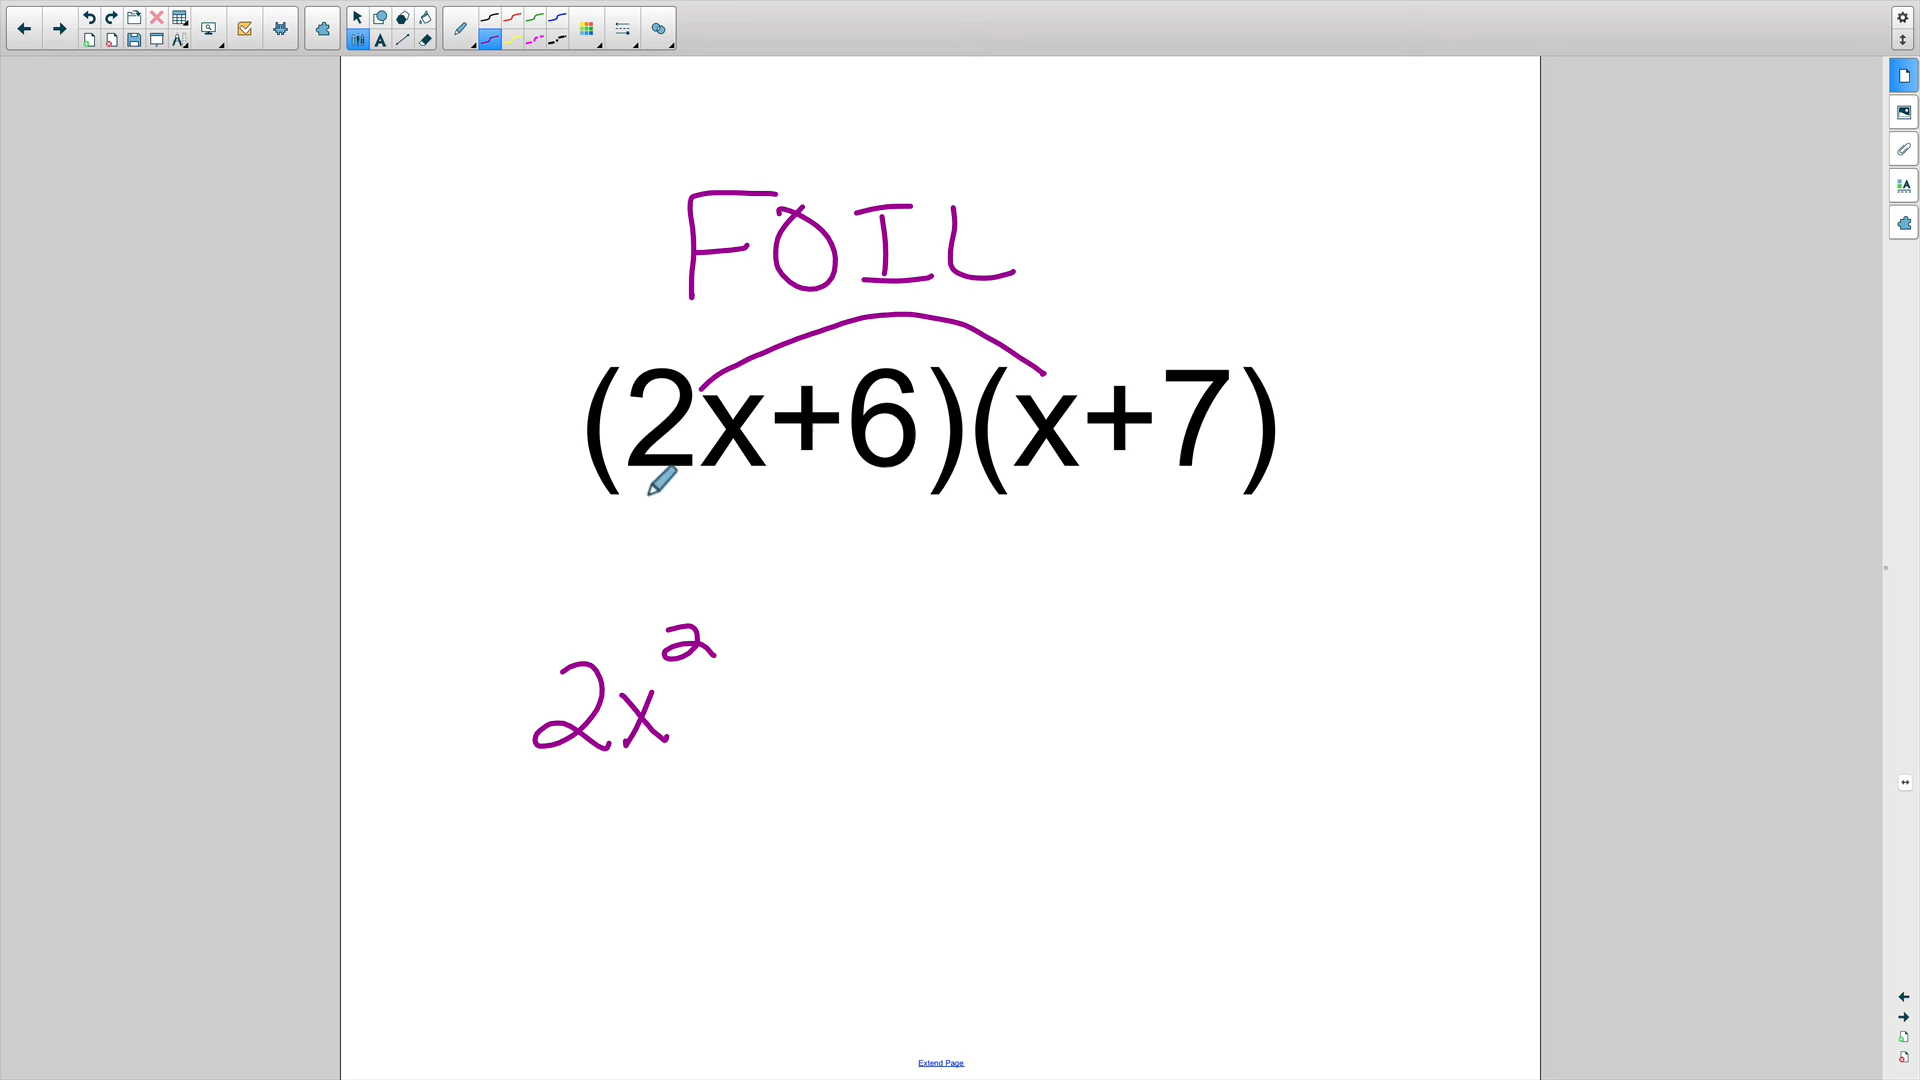 FOIL
(2x+6)(x+7)
2x²
Extend Page